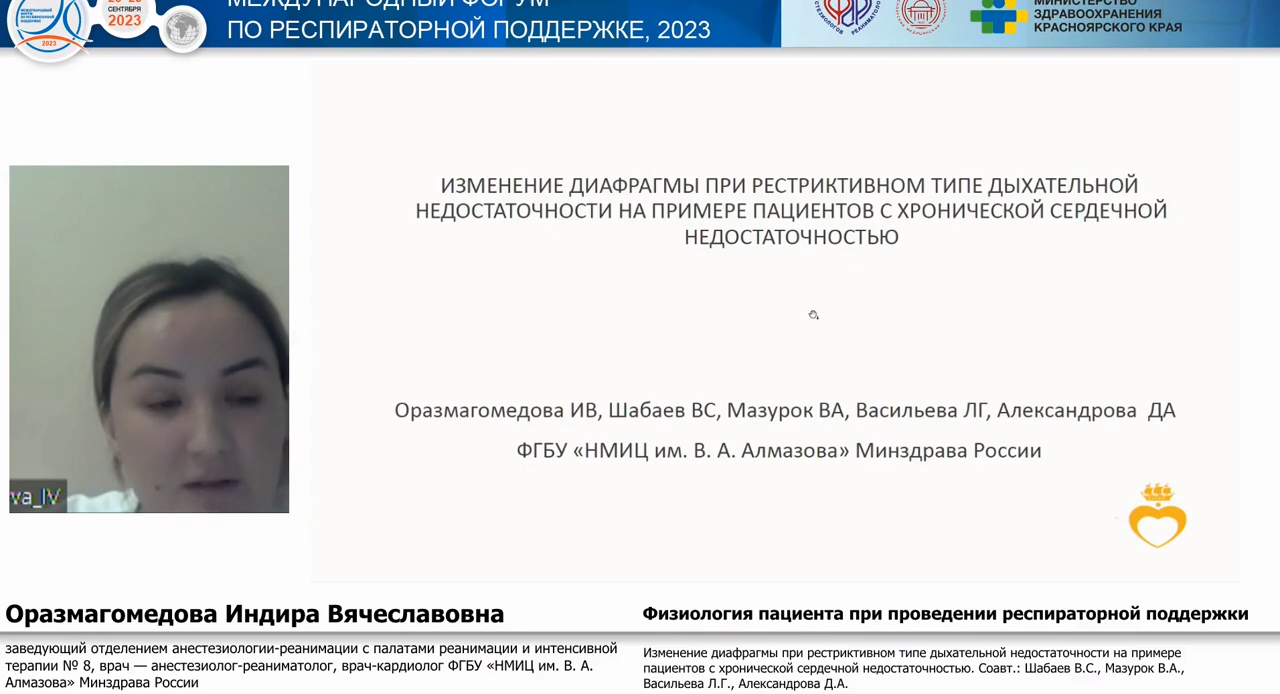 МЕЖДУНАРОДНЫЙ ФОРУМ
ПО РЕСПИРАТОРНОЙ ПОДДЕРЖКЕ, 2023
СЕНТЯБРЯ
2023
2023
МИНИСТЕРСТВО
ЗДРАВООХРАНЕНИЯ
КРАСНОЯРСКОГО КРАЯ
ИЗМЕНЕНИЕ ДИАФРАГМЫ ПРИ РЕСТРИКТИВНОМ ТИПЕ ДЫХАТЕЛЬНОЙ
НЕДОСТАТОЧНОСТИ НА ПРИМЕРЕ ПАЦИЕНТОВ С ХРОНИЧЕСКОЙ СЕРДЕЧНОЙ
НЕДОСТАТОЧНОСТЬЮ
Оразмагомедова ИВ, Шабаев ВС, Мазурок ВА, Васильева ЛГ, Александрова ДА
ФГБУ «НМИЦ им. В. А. Алмазова» Минздрава России
va_IV
Оразмагомедова Индира Вячеславовна
заведующий отделением анестезиологии-реанимации с палатами реанимации и интенсивной
терапии № 8, врач — анестезиолог-реаниматолог, врач-кардиолог ФГБУ «НМИЦ им. В. А.
Алмазова» Минздрава России
Физиология пациента при проведении респираторной поддержки
Изменение диафрагмы при рестриктивном типе дыхательной недостаточности на примере
пациентов с хронической сердечной недостаточностью. Соавт.: Шабаев В.С., Мазурок В.А.,
Васильева Л.Г., Александрова Д.А.